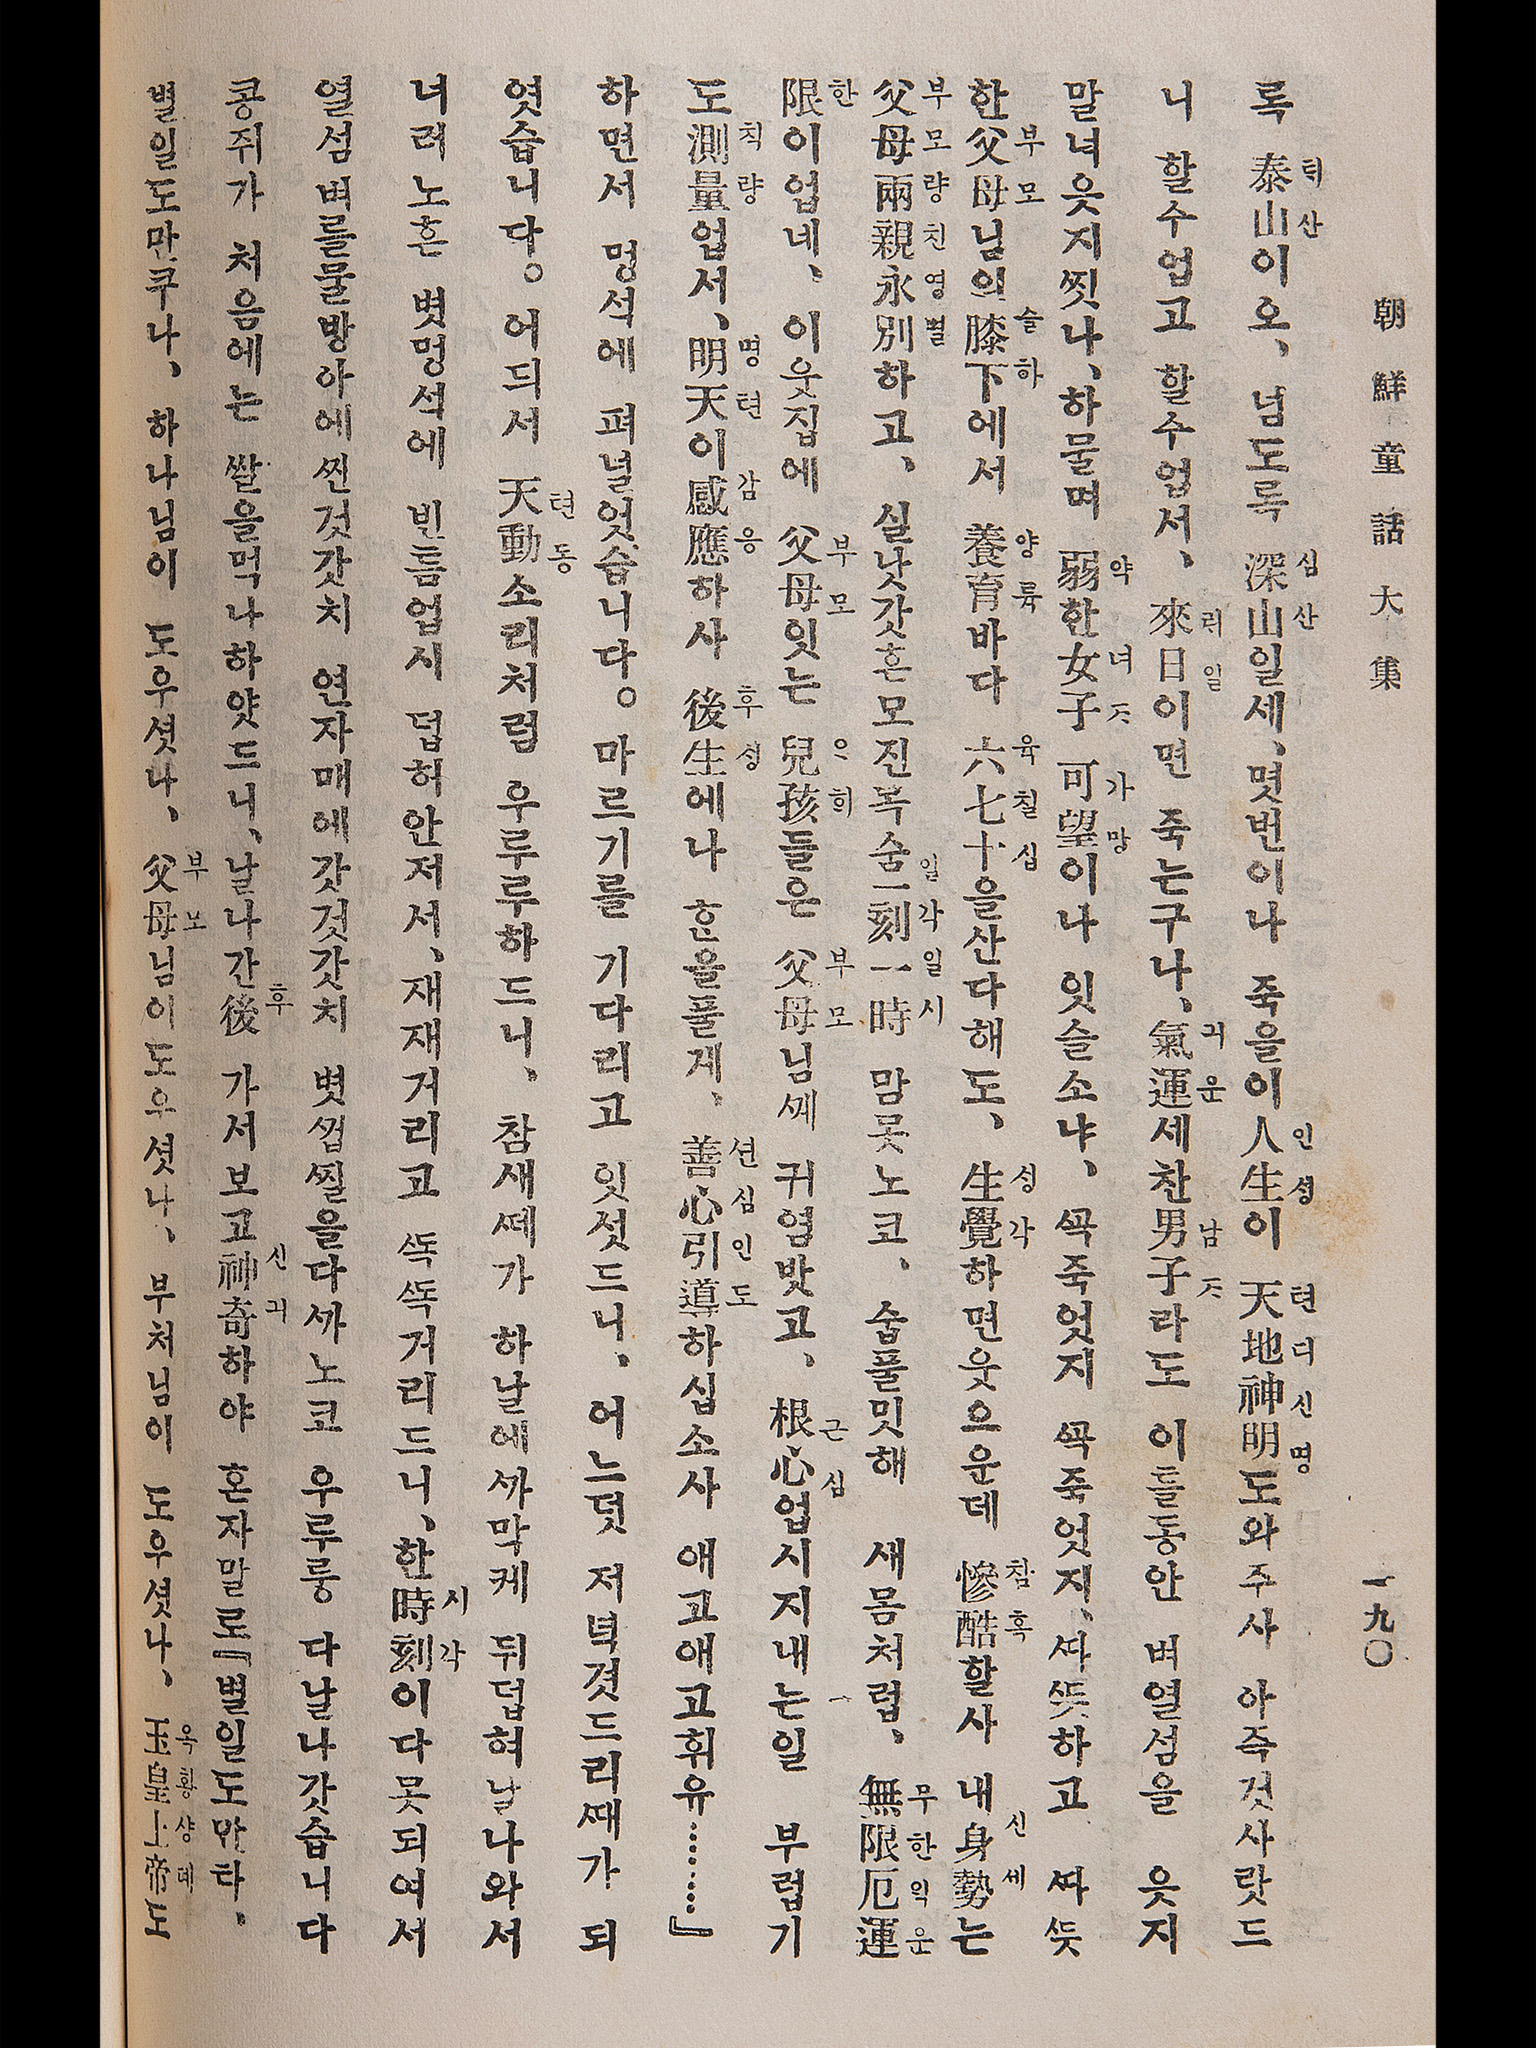 朝鮮童話大集
一九〇
록 泰山이오、넘도록 深山일세、몃번이나 죽을이人生이 天地神明도와주사 아즉것사랏드
니 할수업고 할수업서、來日이면 죽는구나、氣運세찬男子라도 이틀동안 벼열섬을 읏지
말녀읏지찟나、하물며 弱한女子 可望이나 잇슬소냐、쏙죽엇지 쏙죽엇지、짜쓧하고 짜쓧
한父母님의膝下에서 養育바다 六七十을산다해도、生覺하면웃으운데 慘酷할사 내身勢는
父母兩親永別하고、실낫갓흔모진목숨一刻一時 맘못노코、숩풀밋해 새몸처럼、無限厄運
限이업네、이웃집에 父母잇는 兒孩들은 父母님께 귀염밧고、根心업시지내는일 부럽기
도測量업서、明天이感應하사 後生에나 한을풀게、善心引導하십소사 애고애고휘유………』
하면서 멍석에 펴널엇습니다。마르기를 기다리고 잇섯드니、어느덧 저녁겻드리째가 되
엿습니다。어듸서 天動소리처럼 우루루하드니、참새쎼가 하날에까막케 뒤덥혀날나와서
너러노흔 볏멍석에 빈틈업시 덥허안저서、재재거리고 쏙쏙거리드니、한時刻이다못되여서
열섬벼를물방아에찐것갓치 연자매에갓것갓치 볏껍찔을다까노코 우루룽 다날나갓습니다
콩쥐가 처음에는 쌀을먹나하얏드니、날나간後 가서보고神奇하야 혼자말로『별일도만타、
별일도만쿠나、하나님이 도우셧나、父母님이도우셧나、부처님이 도우셧나、玉皇上帝도